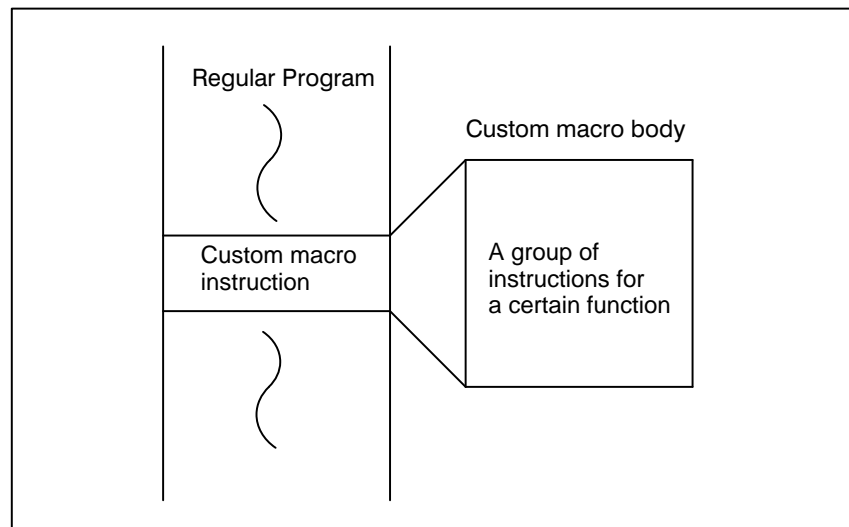 Regular Program
Custom macro body
Custom macro
instruction
A group of
instructions for
a certain function